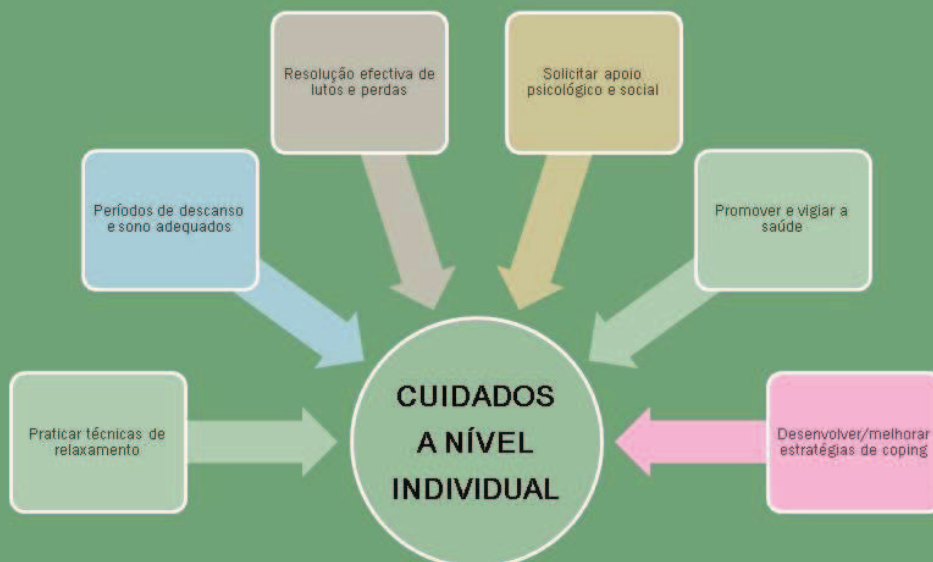 Resolução efectiva de
lutos e perdas
Solicitar apoio
psicológico e social
Períodos de descanso
e sono adequados
Promover e vigiar a
saúde
Praticar técnicas de
relaxamento
CUIDADOS
A NÍVEL
INDIVIDUAL
Desenvolver/melhorar
estratégias de coping